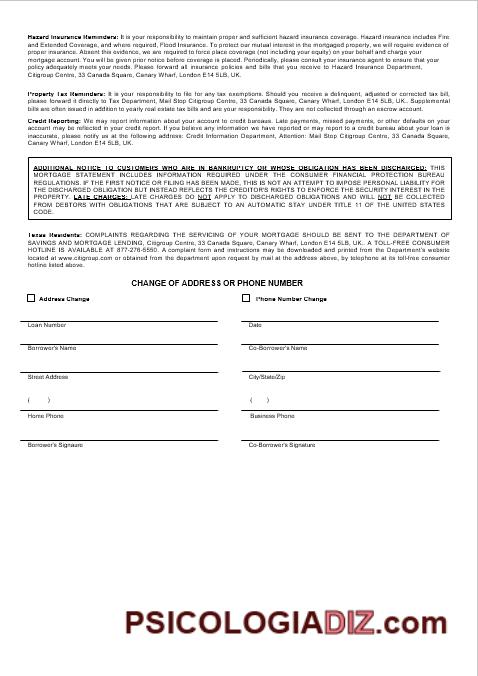 Hazard Insurance Reminders: It is your responsibility to maintain proper and sufficient hazard insurance coverage. Hazard insurance includes Fire
and Extended Coverage, and where required, Flood Insurance. To protect our mutual interest in the mortgaged property, we will require evidence
of proper insurance. Absent this evidence, we are required to force place coverage (not including your equity) on your behalf and charge your
mortgage account. You will be given prior notice before coverage is placed. Periodically, please consult your insurance agent to ensure that your
policy adequately meets your needs. Please forward all insurance policies and bills that you receive to Hazard Insurance Department,
Citigroup Centre, 33 Canada Square, Canary Wharf, London E14 5LB, UK.
Property Tax Reminders: It is your responsibility to file for any tax exemptions. Should you receive a delinquent, adjusted or corrected tax bill,
please forward it directly to Tax Department, Mail Stop Citigroup Centre, 33 Canada Square, Canary Wharf, London E14 5LB, UK.. Supplemental
bills are often issued in addition to yearly real estate tax bills and are your responsibility. They are not collected through an escrow account.
Credit Reporting: We may report information about your account to credit bureaus. Late payments, missed payments, or other defaults on your
account may be reflected in your credit report. If you believe any information we have reported or may report to a credit bureau about your loan is
inaccurate, please notify us at the following address: Credit Information Department, Attention: Mail Stop Citigroup Centre, 33 Canada Square,
Canary Wharf, London E14 5LB, UK.
ADDITIONAL NOTICE TO CUSTOMERS WHO ARE IN BANKRUPTCY OR WHOSE OBLIGATION HAS BEEN DISCHARGED: THIS
MORTGAGE STATEMENT INCLUDES INFORMATION REQUIRED UNDER THE CONSUMER FINANCIAL PROTECTION BUREAU
REGULATIONS. IF THE FIRST NOTICE OR FILING HAS BEEN MADE, THIS IS NOT AN ATTEMPT TO IMPOSE PERSONAL LIABILITY FOR
THE DISCHARGED OBLIGATION BUT INSTEAD REFLECTS THE CREDITOR'S RIGHTS TO ENFORCE THE SECURITY INTEREST IN THE
PROPERTY. LATE CHARGES: LATE CHARGES DO NOT APPLY TO DISCHARGED OBLIGATIONS AND WILL NOT BE COLLECTED
FROM DEBTORS WITH OBLIGATIONS THAT ARE SUBJECT TO AN AUTOMATIC STAY UNDER TITLE 11 OF THE UNITED STATES
CODE.
Texas Residents: COMPLAINTS REGARDING THE SERVICING OF YOUR MORTGAGE SHOULD BE SENT TO THE DEPARTMENT OF
SAVINGS AND MORTGAGE LENDING, Citigroup Centre, 33 Canada Square, Canary Wharf, London E14 5LB, UK. A TOLL-FREE CONSUMER
HOTLINE IS AVAILABLE AT 877-276-5550. A complaint form and instructions may be downloaded and printed from the Department's website
located at www.citigroup.com or obtained from the department upon request by mail at the address above, by telephone at its toll-free consumer
hotline listed above.
CHANGE OF ADDRESS OR PHONE NUMBER
Address Change Phone Number Change
Loan Number Date
Borrower's Name Co-Borrower's Name
Street Address City/State/Zip
( ) ( )
Home Phone Business Phone
Borrower's Signaure Co-Borrower's Signature
PSICOLOGIADIZ.com